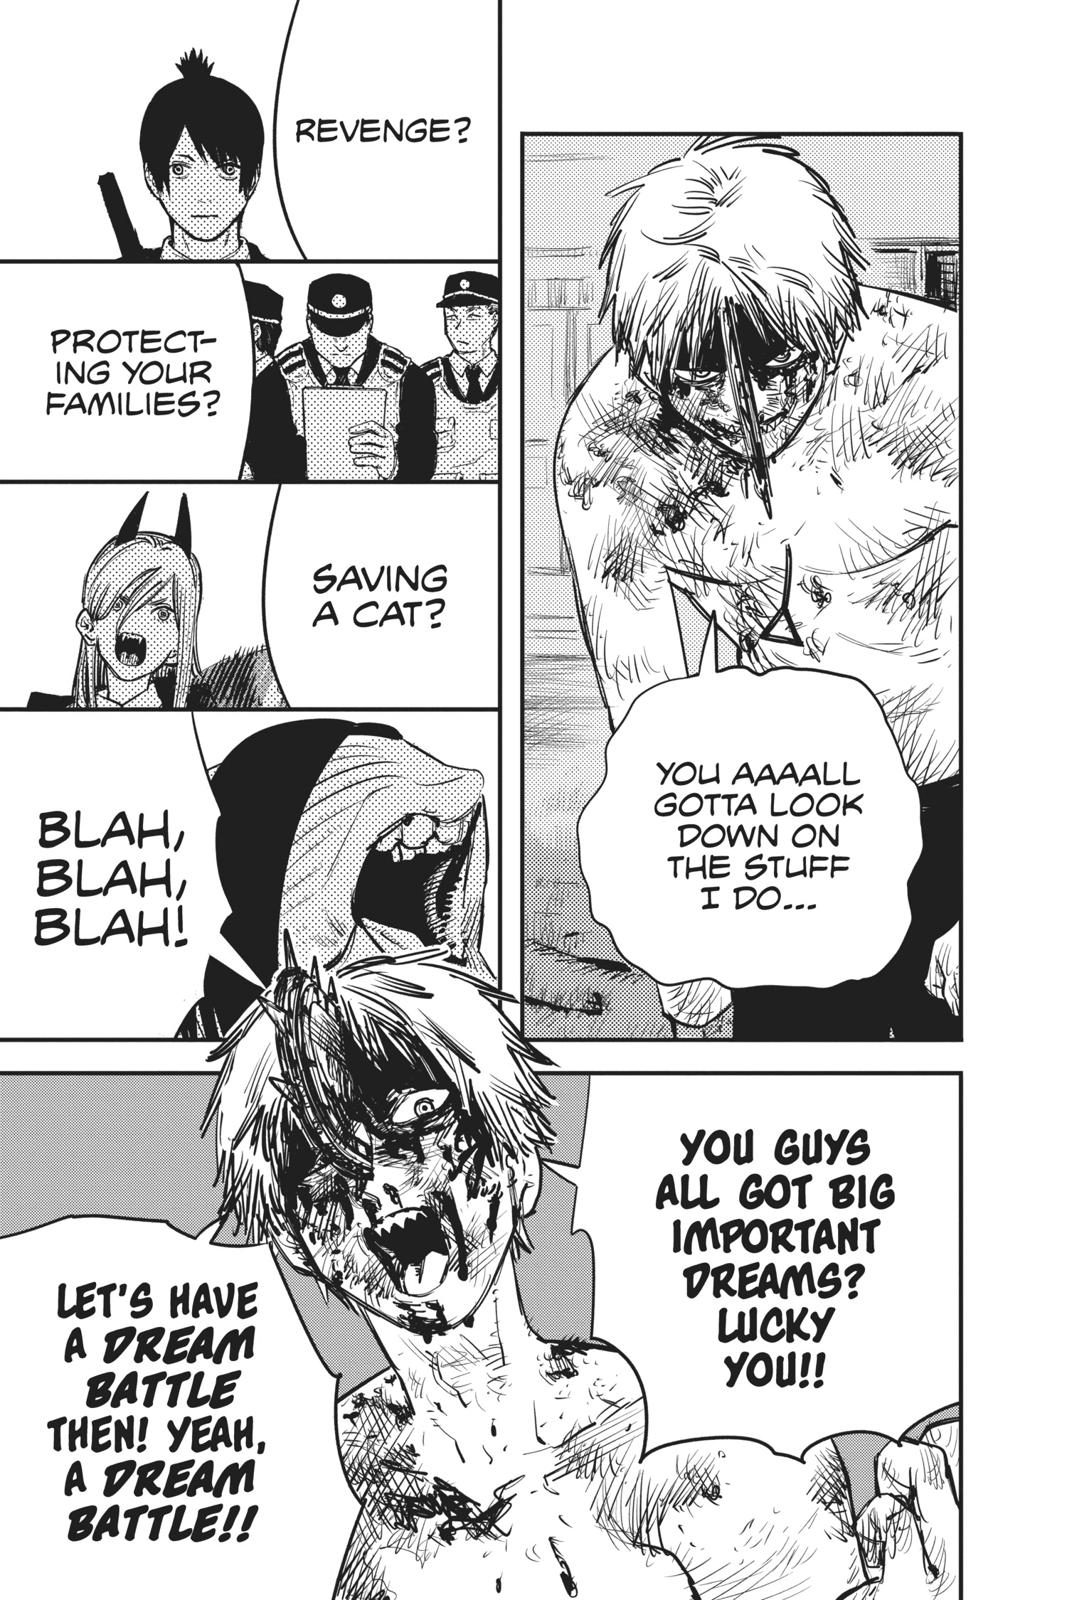 YOU AAAALL
GOTTA LOOK
DOWN ON
THE STUFF
I DO...
REVENGE?
PROTECT-
ING YOUR
FAMILIES?
SAVING
A CAT?
BLAH,
BLAH,
BLAH!
YOU GUYS
ALL GOT BIG
IMPORTANT
DREAMS?
LUCKY
YOU!!
LET'S HAVE
A DREAM
BATTLE
THEN! YEAH,
A DREAM
BATTLE!!